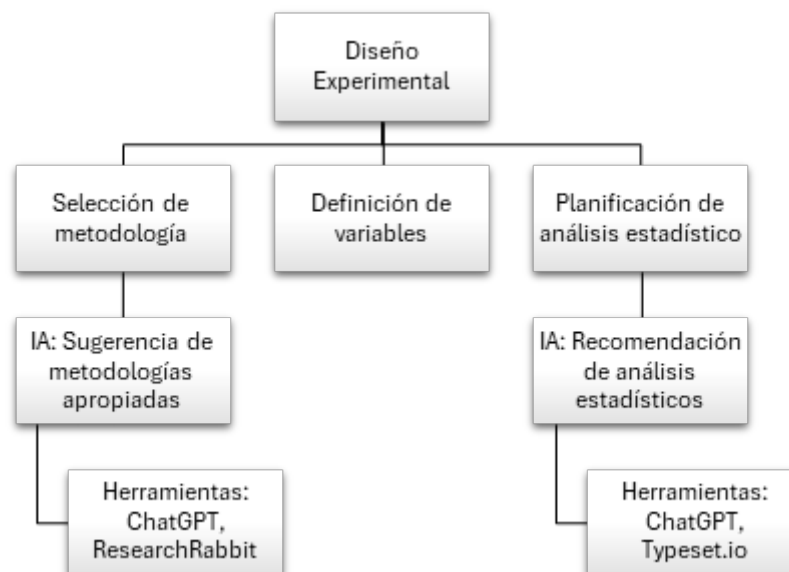 Diseño
Experimental
Selección de
metodología
Definición de
variables
Planificación de
análisis estadístico
IA: Sugerencia de
metodologías
apropiadas
IA: Recomendación
de análisis
estadísticos
Herramientas:
ChatGPT,
ResearchRabbit
Herramientas:
ChatGPT,
Typeset.io